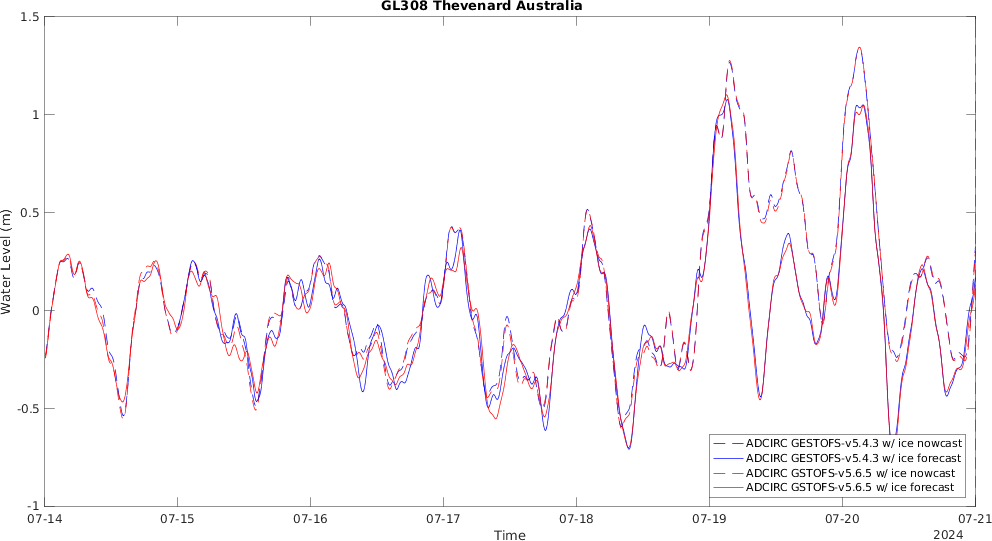 GL308 Thevenard Australia
1.5
1
0.5
0
-0.5
-1
Water Level (m)
07-14
07-15
07-16
07-17
07-18
07-19
07-20
07-21
Time
2024
ADCIRC GESTOFS-v5.4.3 w/ ice nowcast
ADCIRC GESTOFS-v5.4.3 w/ ice forecast
ADCIRC GSTOFS-v5.6.5 w/ ice nowcast
ADCIRC GSTOFS-v5.6.5 w/ ice forecast